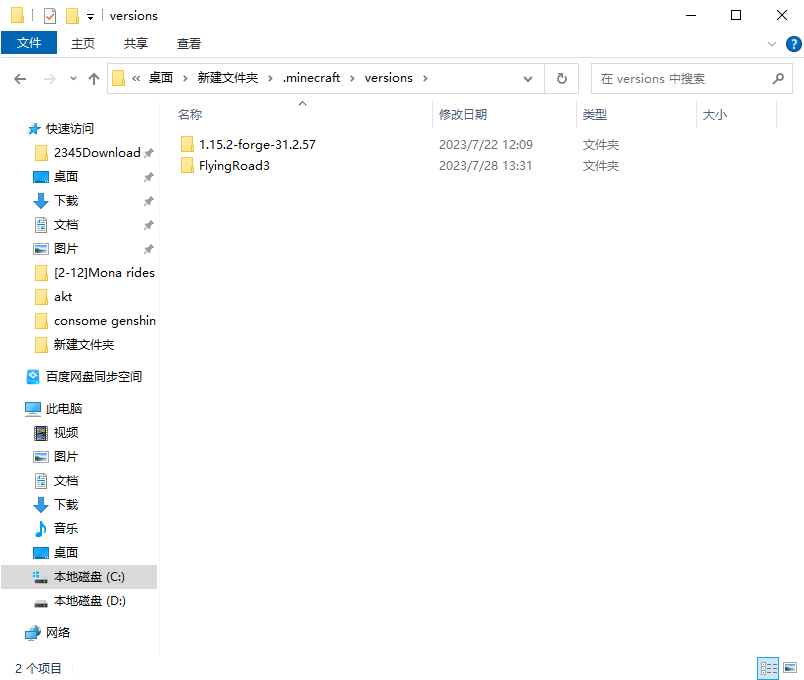 versions
文件 主页 共享 查看
« 桌面 › 新建文件夹 › .minecraft › versions ›
在 versions 中搜索
名称 修改日期 类型 大小
1.15.2-forge-31.2.57 2023/7/22 12:09 文件夹
FlyingRoad3 2023/7/28 13:31 文件夹
快速访问
2345Download
桌面
下载
文档
图片
[2-12]Mona rides
akt
consome genshin
新建文件夹
百度网盘同步空间
此电脑
视频
图片
文档
下载
音乐
桌面
本地磁盘 (C:)
本地磁盘 (D:)
网络
2 个项目